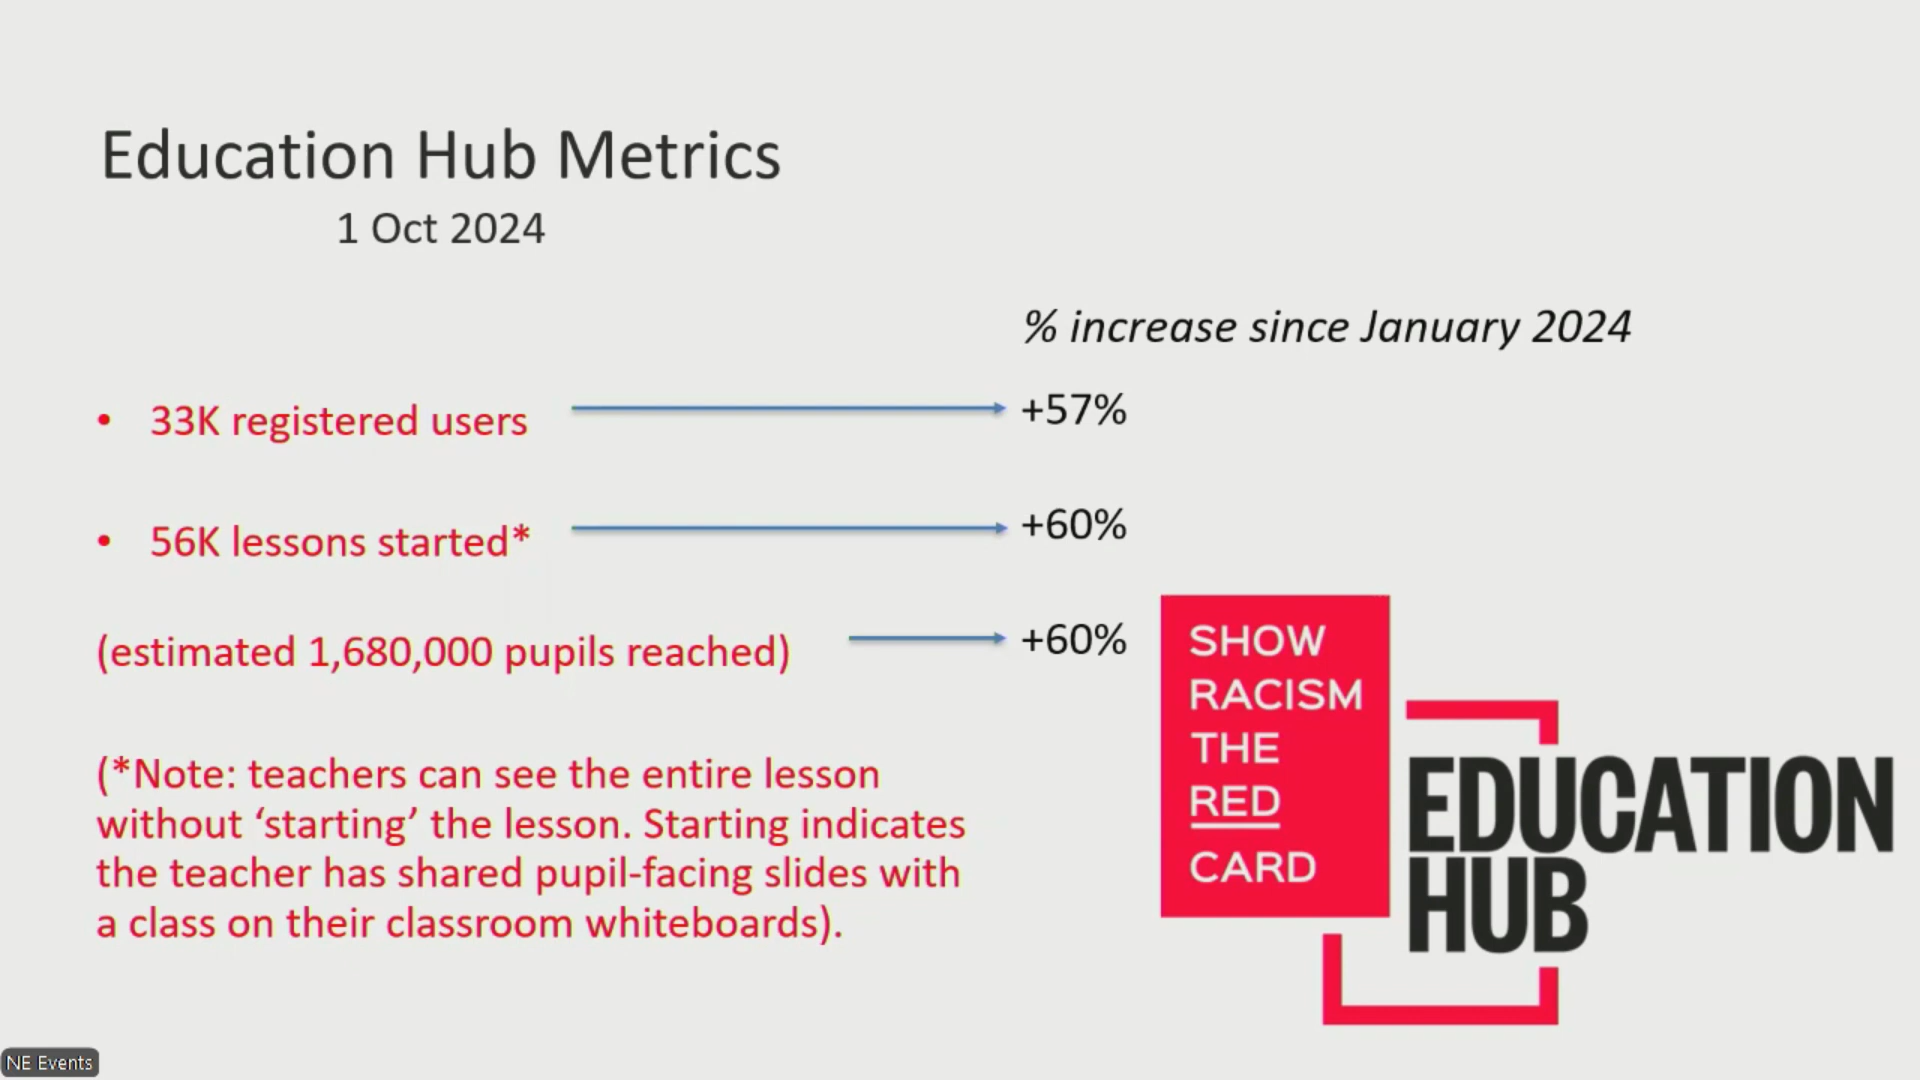 Education Hub Metrics
1 Oct 2024
% increase since January 2024
• 33K registered users
+57%
• 56K lessons started*
+60%
(estimated 1,680,000 pupils reached)
+60%
(*Note: teachers can see the entire lesson
without ‘starting’ the lesson. Starting indicates
the teacher has shared pupil-facing slides with
a class on their classroom whiteboards).
SHOW
RACISM
THE
RED
CARD
EDUCATION
HUB
NE Events